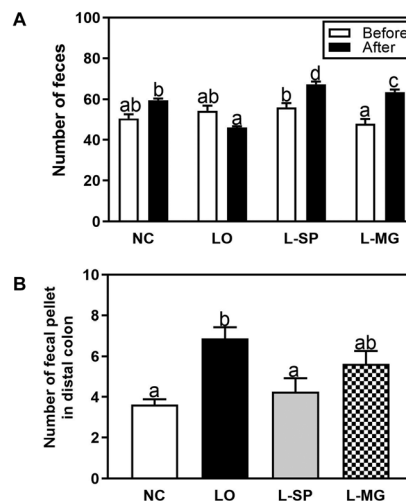 A
Before
After
Number of feces
100
80
60
40
20
0
ab
b
ab
a
b
d
a
c
NC
LO
L-SP
L-MG
B
Number of fecal pellet
in distal colon
10
8
6
4
2
0
a
b
a
ab
NC
LO
L-SP
L-MG